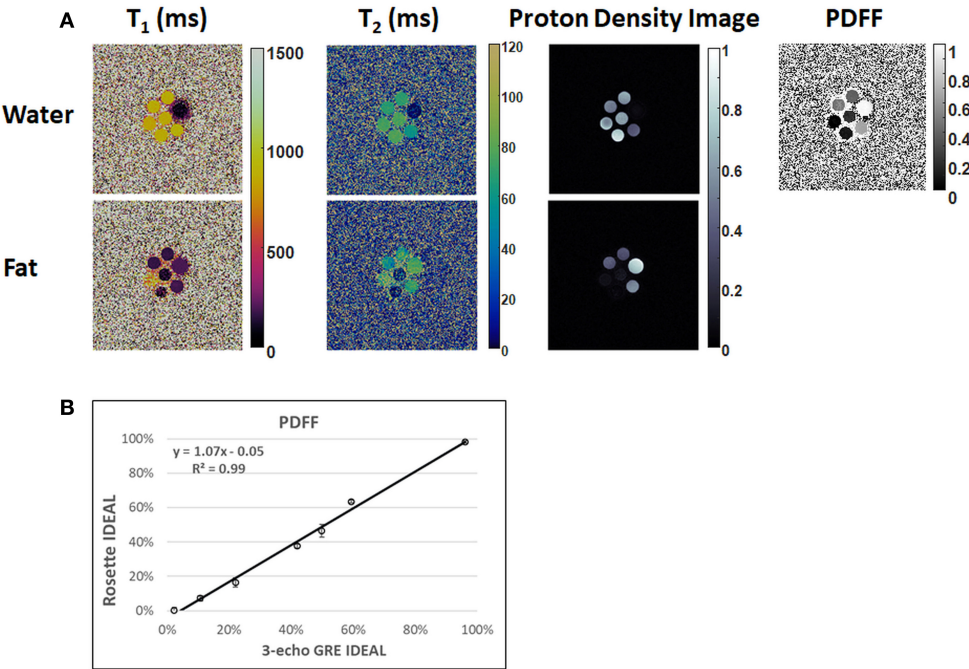 A
T1 (ms)
T2 (ms)
Proton Density Image
PDFF
Water
Fat
1500
1000
500
0
120
100
80
60
40
20
0
1
0.8
0.6
0.4
0.2
0
1
0.8
0.6
0.4
0.2
0
B
PDFF
y = 1.07x - 0.05
R² = 0.99
100%
80%
60%
40%
20%
0%
Rosette IDEAL
0% 20% 40% 60% 80% 100%
3-echo GRE IDEAL